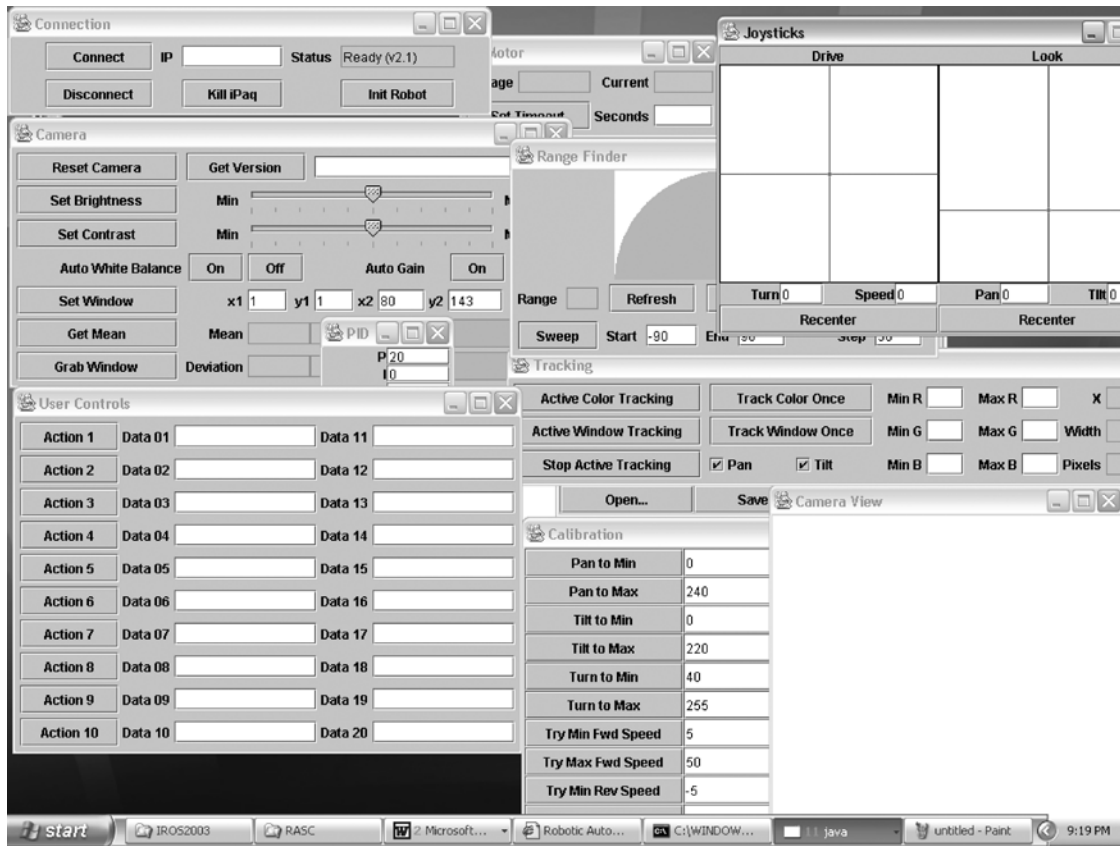 Connection
Connect IP Status Ready (v2.1)
Disconnect Kill iPaq Init Robot
Motor
Current
Set Timeout Seconds
Joysticks
Drive Look
Turn 0 Speed 0 Pan 0 Tilt 0
Recenter Recenter
Camera
Reset Camera Get Version
Set Brightness Min
Set Contrast Min
Auto White Balance On Off Auto Gain On
Set Window x1 1 y1 1 x2 80 y2 143
Get Mean Mean
Grab Window Deviation
PID
P 20
I 0
Range Finder
Range Refresh
Sweep Start -90 End 90 Step
Tracking
Active Color Tracking Track Color Once Min R Max R X
Active Window Tracking Track Window Once Min G Max G Width
Stop Active Tracking Pan Tilt Min B Max B Pixels
Open... Save
User Controls
Action 1 Data 01 Data 11
Action 2 Data 02 Data 12
Action 3 Data 03 Data 13
Action 4 Data 04 Data 14
Action 5 Data 05 Data 15
Action 6 Data 06 Data 16
Action 7 Data 07 Data 17
Action 8 Data 08 Data 18
Action 9 Data 09 Data 19
Action 10 Data 10 Data 20
Calibration
Pan to Min 0
Pan to Max 240
Tilt to Min 0
Tilt to Max 220
Turn to Min 40
Turn to Max 255
Try Min Fwd Speed 5
Try Max Fwd Speed 50
Try Min Rev Speed -5
Camera View
start IROS2003 RASC 2 Microsoft... Robotic Auto... C:\WINDOW... 11 java untitled - Paint 9:19 PM